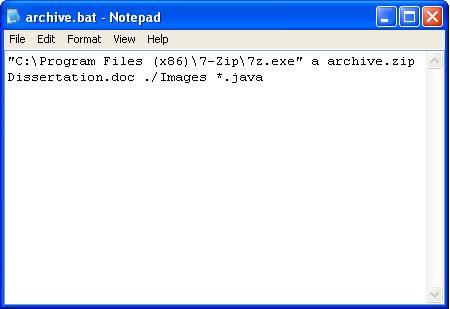 archive.bat - Notepad
File Edit Format View Help
"C:\Program Files (x86)\7-Zip\7z.exe" a archive.zip
Dissertation.doc ./Images *.java